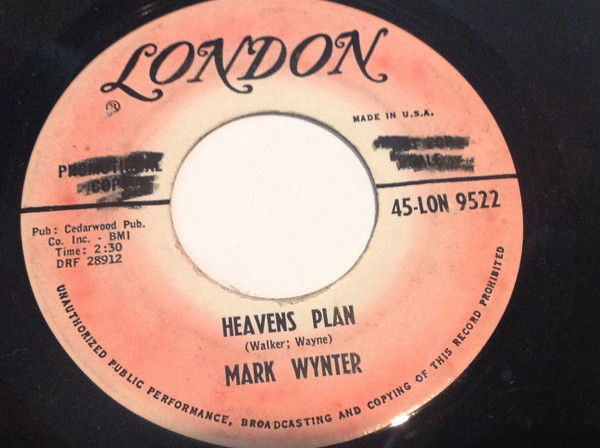 LONDON
®
MADE IN U.S.A.
45-LON 9522
Pub: Cedarwood Pub.
Co. Inc. - BMI
Time: 2:30
DRF 28912
HEAVENS PLAN
(Walker; Wayne)
MARK WYNTER
UNAUTHORIZED PUBLIC PERFORMANCE, BROADCASTING AND COPYING OF THIS RECORD PROHIBITED